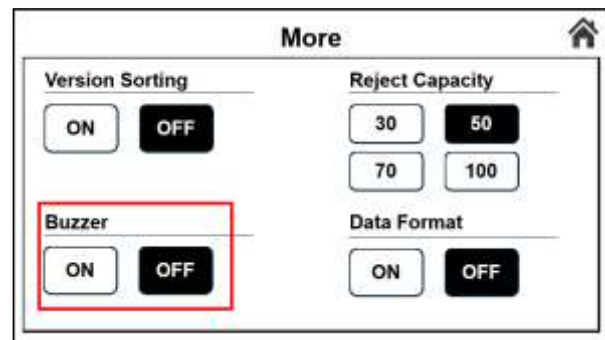 More
Version Sorting
ON OFF
Reject Capacity
30 50
70 100
Buzzer
ON OFF
Data Format
ON OFF